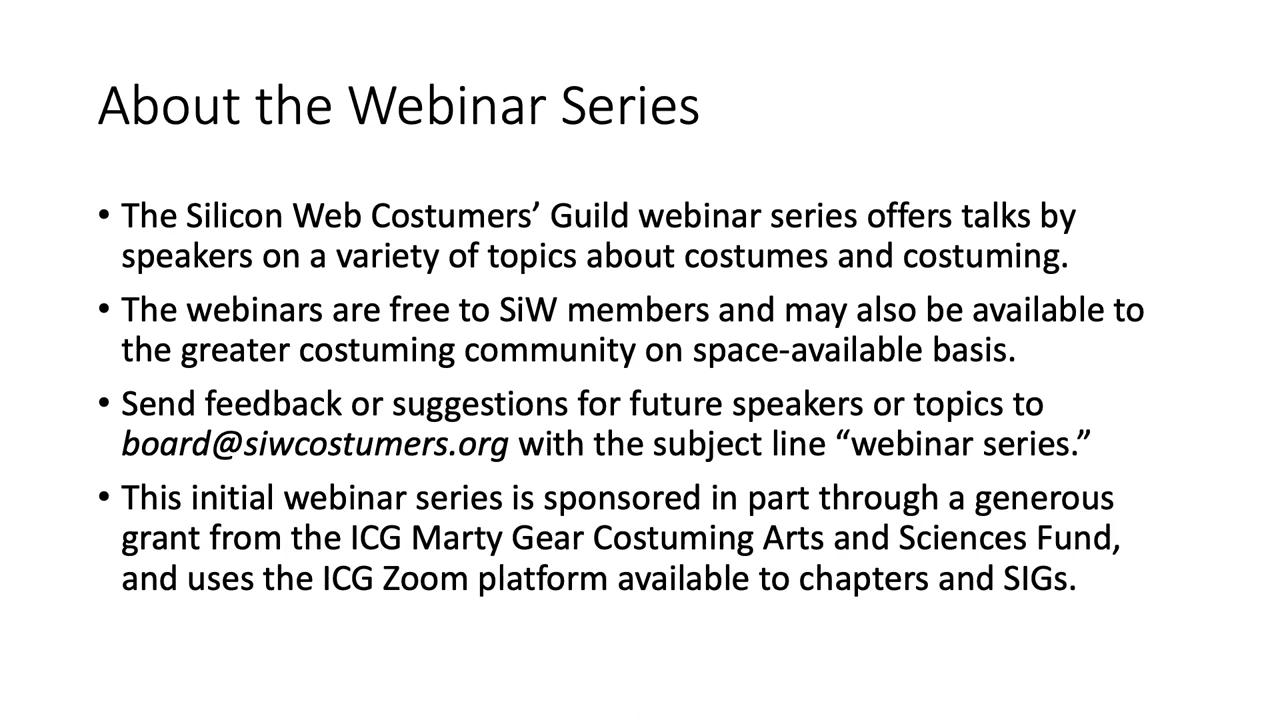 About the Webinar Series
• The Silicon Web Costumers’ Guild webinar series offers talks by
speakers on a variety of topics about costumes and costuming.
• The webinars are free to SiW members and may also be available to
the greater costuming community on space-available basis.
• Send feedback or suggestions for future speakers or topics to
board@siwcostumers.org with the subject line “webinar series.”
• This initial webinar series is sponsored in part through a generous
grant from the ICG Marty Gear Costuming Arts and Sciences Fund,
and uses the ICG Zoom platform available to chapters and SIGs.